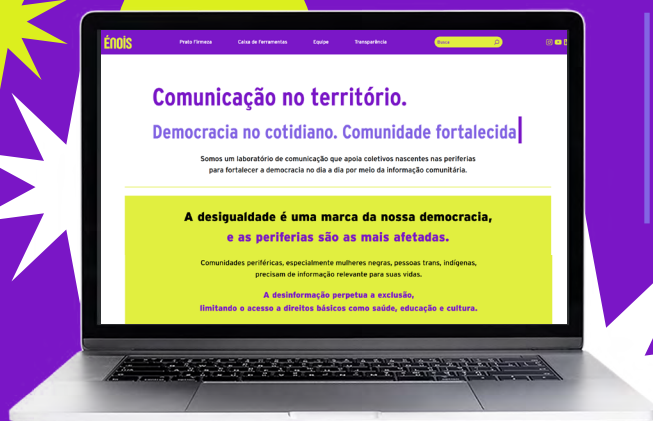 ÉNOIS
Prato Firmeza Caixa de ferramentas Equipe Transparência Busca
Comunicação no território.
Democracia no cotidiano. Comunidade fortalecida
Somos um laboratório de comunicação que apoia coletivos nascentes nas periferias
para fortalecer a democracia no dia a dia por meio da informação comunitária.
A desigualdade é uma marca da nossa democracia,
e as periferias são as mais afetadas.
Comunidades periféricas, especialmente mulheres negras, pessoas trans, indígenas,
precisam de informação relevante para suas vidas.
A desinformação perpetua a exclusão,
limitando o acesso a direitos básicos como saúde, educação e cultura.